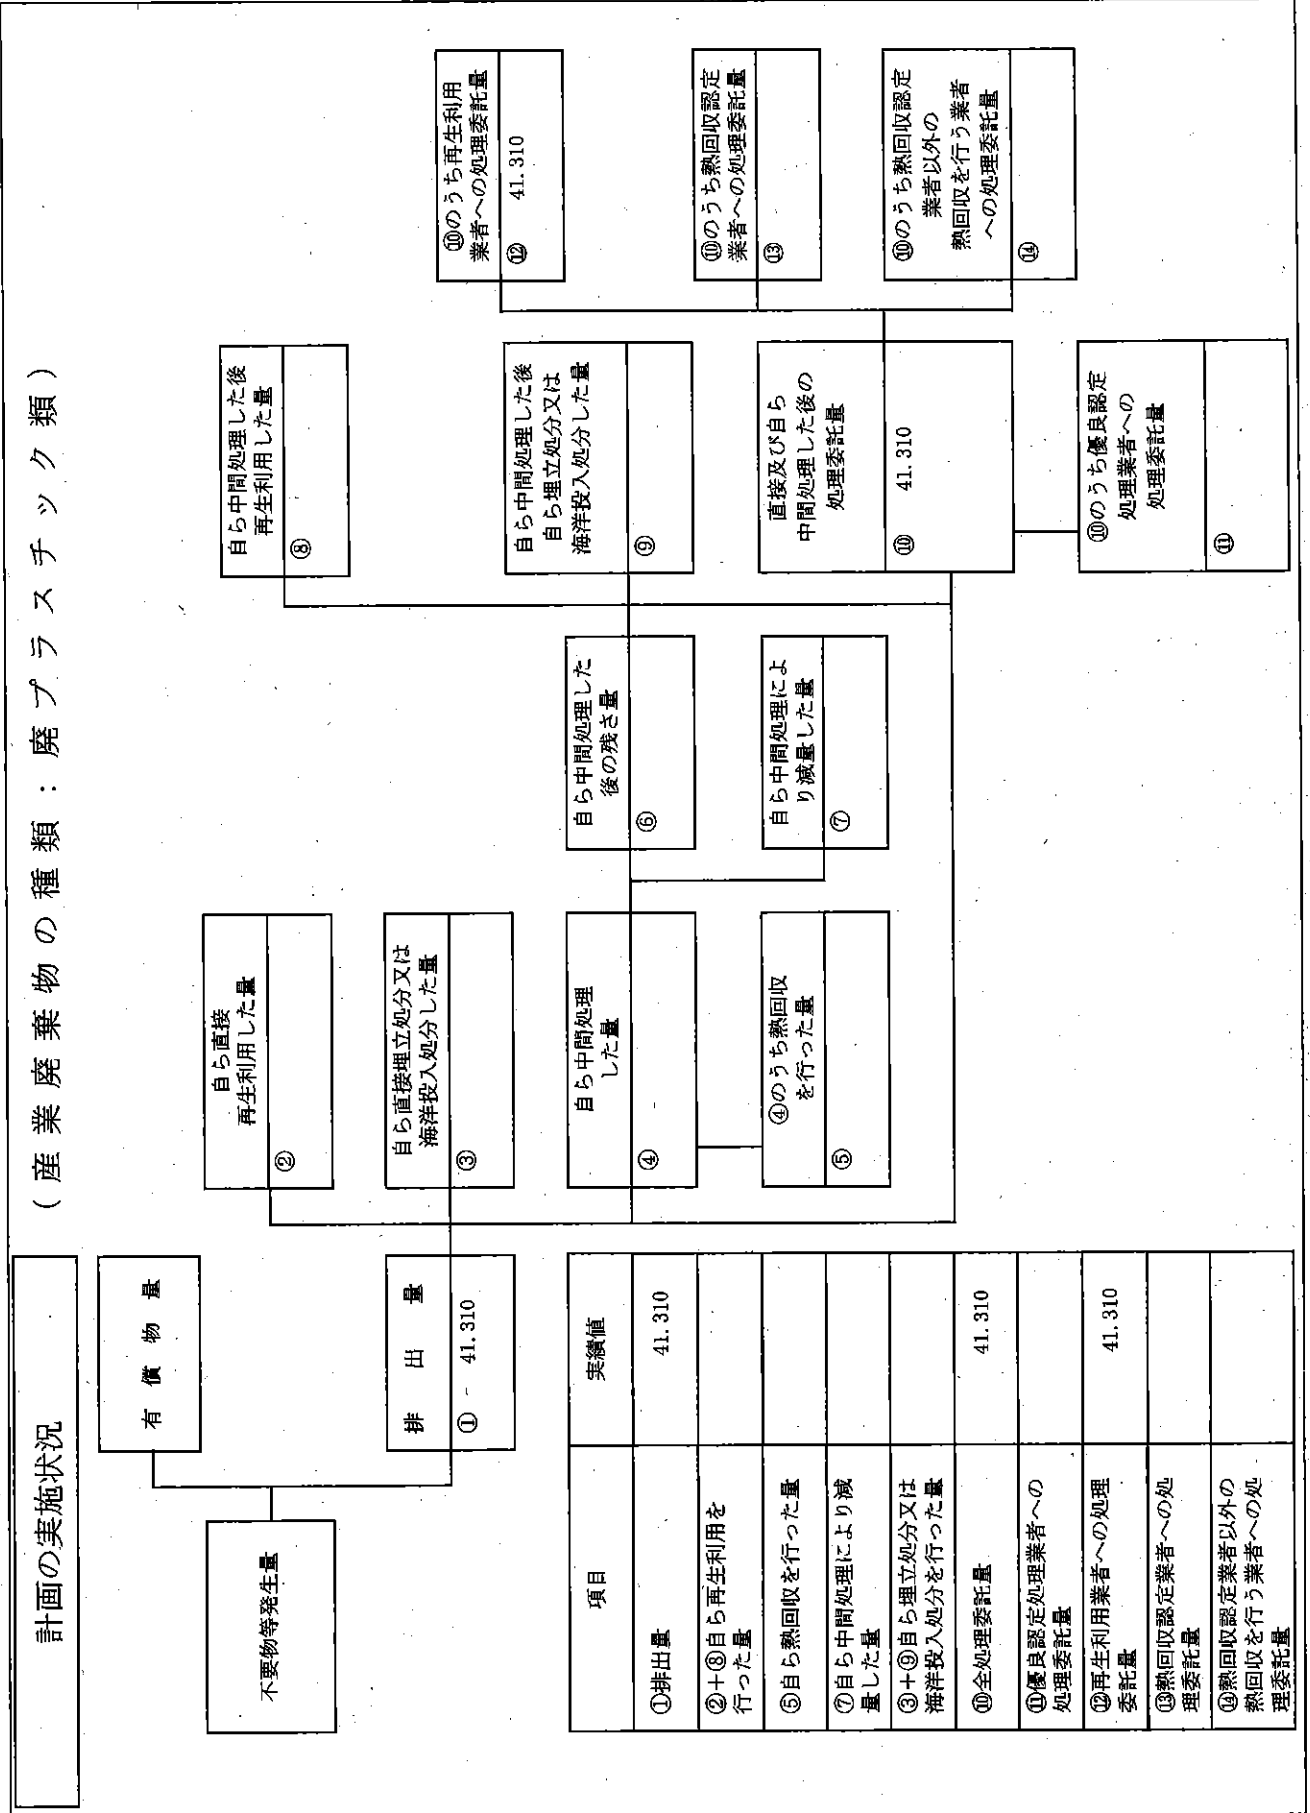 計画の実施状況
(産業廃棄物の種類：廃プラスチック類)
不要物等発生量
有償物量
排出量
① 41.310
自ら直接
再生利用した量
②
自ら直接埋立処分又は
海洋投入処分した量
③
自ら中間処理
した量
④
④のうち熱回収
を行った量
⑤
自ら中間処理した
後の残さ量
⑥
自ら中間処理によ
り減量した量
⑦
自ら中間処理した後
再生利用した量
⑧
自ら中間処理した後
自ら埋立処分又は
海洋投入処分した量
⑨
直接及び自ら
中間処理した後の
処理委託量
⑩ 41.310
⑩のうち優良認定
処理業者への
処理委託量
⑪
⑩のうち再生利用
業者への処理委託量
⑫ 41.310
⑩のうち熱回収認定
業者への処理委託量
⑬
⑩のうち熱回収認定
業者以外の
熱回収を行う業者
への処理委託量
⑭
項目 実績値
①排出量 41.310
②+⑧自ら再生利用を
行った量
⑤自ら熱回収を行った量
⑦自ら中間処理により減
量した量
③+⑨自ら埋立処分又は
海洋投入処分を行った量
⑩全処理委託量 41.310
⑪優良認定処理業者への
処理委託量
⑫再生利用業者への処理
委託量 41.310
⑬熱回収認定業者への処
理委託量
⑭熱回収認定業者以外の
熱回収を行う業者への処
理委託量